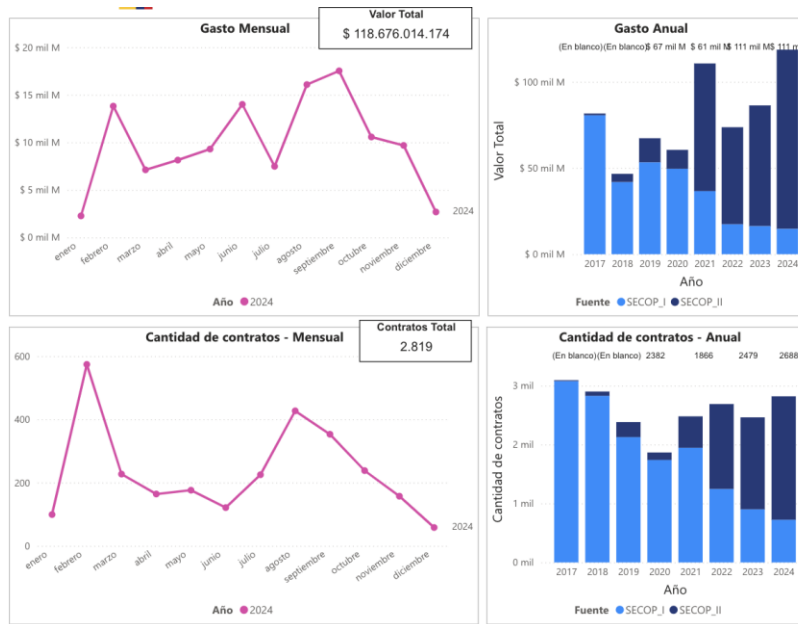 Gasto Mensual
Valor Total
$ 118.676.014.174
$ 20 mil M
$ 15 mil M
$ 10 mil M
$ 5 mil M
$ 0 mil M
2024
enero
febrero
marzo
abril
mayo
junio
julio
agosto
septiembre
octubre
noviembre
diciembre
Año 2024
Gasto Anual
(En blanco) (En blanco) $ 67 mil M $ 61 mil M $ 111 mil M $ 111 m
Valor Total
$ 100 mil M
$ 50 mil M
$ 0 mil M
2017 2018 2019 2020 2021 2022 2023 2024
Año
Fuente SECOP_I SECOP_II
Cantidad de contratos - Mensual
Contratos Total
2.819
600
400
200
0
2024
enero
febrero
marzo
abril
mayo
junio
julio
agosto
septiembre
octubre
noviembre
diciembre
Año 2024
Cantidad de contratos - Anual
(En blanco) (En blanco) 2382 1866 2479 2688
Cantidad de contratos
3 mil
2 mil
1 mil
0 mil
2017 2018 2019 2020 2021 2022 2023 2024
Año
Fuente SECOP_I SECOP_II